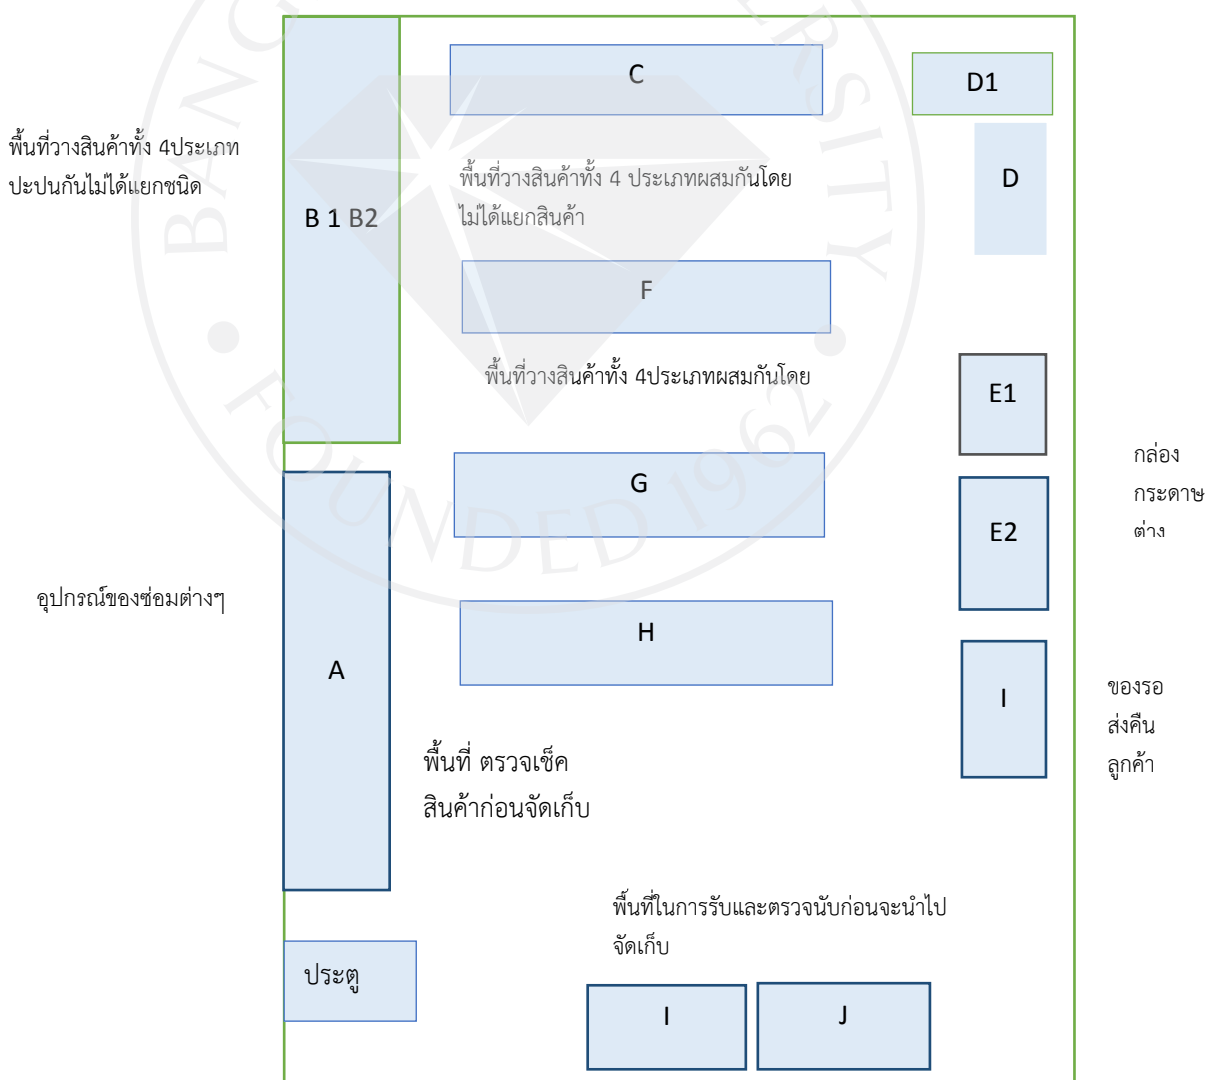 C
D1
พื้นที่วางสินค้าทั้ง 4ประเภท
ปะปนกันไม่ได้แยกชนิด
B 1 B2
พื้นที่วางสินค้าทั้ง 4 ประเภทผสมกันโดย
ไม่ได้แยกสินค้า
D
F
พื้นที่วางสินค้าทั้ง 4ประเภทผสมกันโดย
E1
กล่อง
กระดาษ
ต่าง
G
E2
อุปกรณ์ของซ่อมต่างๆ
H
A
I
ของรอ
ส่งคืน
ลูกค้า
พื้นที่ ตรวจเช็ค
สินค้าก่อนจัดเก็บ
พื้นที่ในการรับและตรวจนับก่อนจะนำไป
จัดเก็บ
ประตู
I
J
FOUNDED 1962